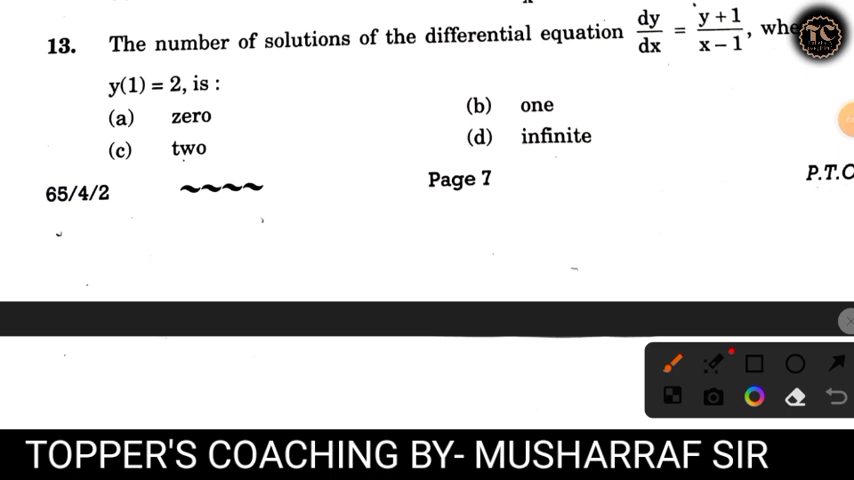 13. The number of solutions of the differential equation dy/dx = y + 1/x – 1, whe
y(1) = 2, is :
(a) zero (b) one
(c) two (d) infinite
65/4/2 ~~~~ Page 7 P.T.O
TC
TOPPER'S COACHING BY- MUSHARRAF SIR